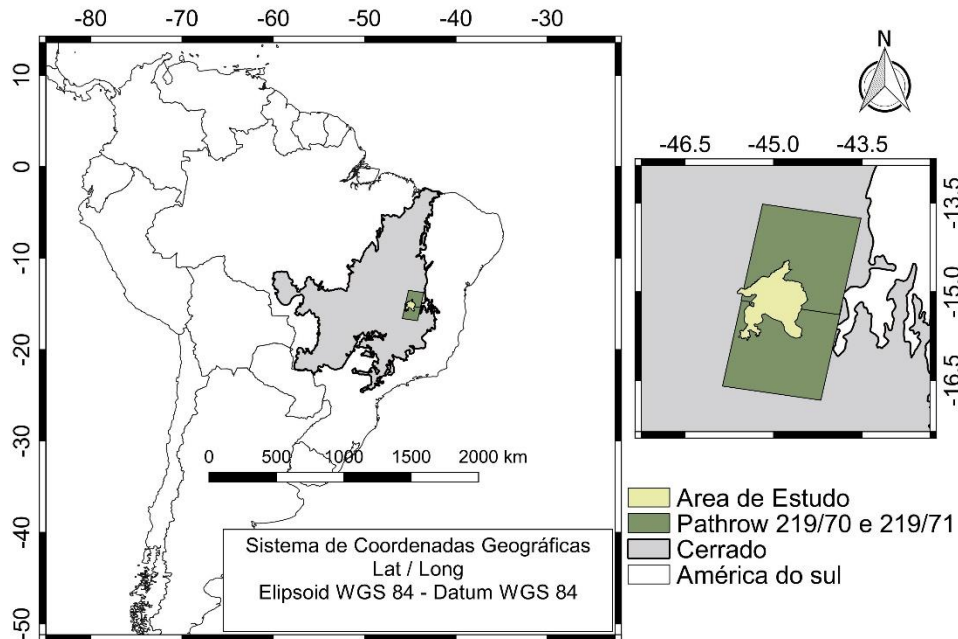 -80 -70 -60 -50 -40 -30
10
0
-10
-20
-30
-40
-50
0 500 1000 1500 2000 km
Sistema de Coordenadas Geográficas
Lat / Long
Elipsoid WGS 84 - Datum WGS 84
N
-46.5 -45.0 -43.5
-13.5
-15.0
-16.5
Area de Estudo
Pathrow 219/70 e 219/71
Cerrado
América do sul